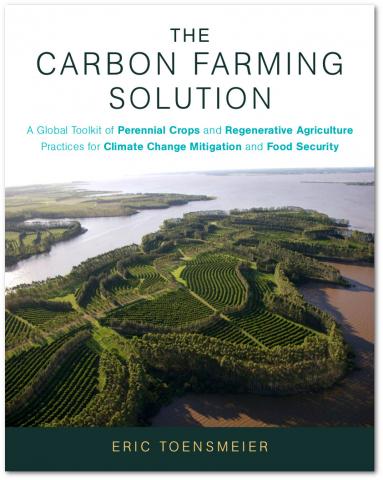 THE
CARBON FARMING
SOLUTION
A Global Toolkit of Perennial Crops and Regenerative Agriculture
Practices for Climate Change Mitigation and Food Security
ERIC TOENSMEIER